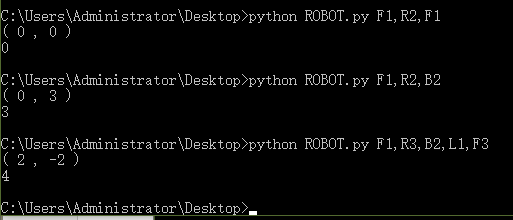 C:\Users\Administrator\Desktop>python ROBOT.py F1,R2,F1
( 0 , 0 )
0
C:\Users\Administrator\Desktop>python ROBOT.py F1,R2,B2
( 0 , 3 )
3
C:\Users\Administrator\Desktop>python ROBOT.py F1,R3,B2,L1,F3
( 2 , -2 )
4
C:\Users\Administrator\Desktop>